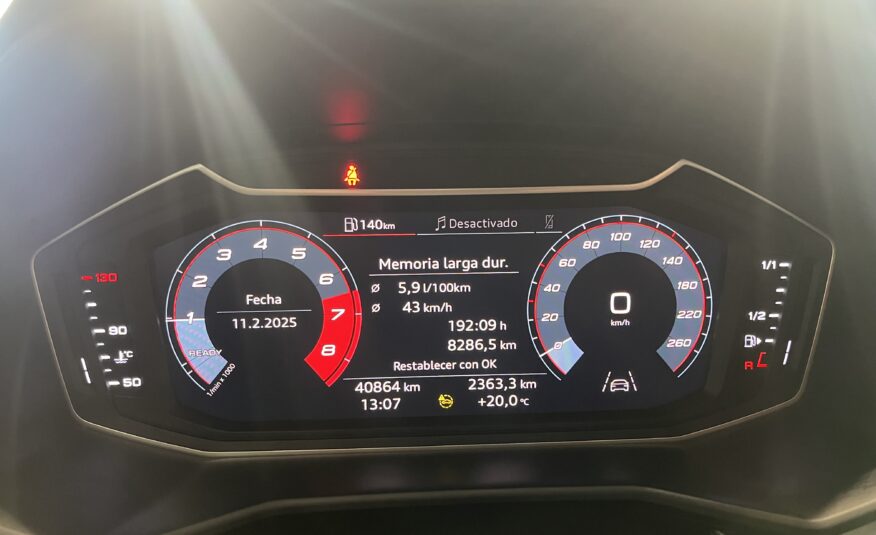 140km
Desactivado
3 4 5
2 6
1 7
READY 8
1/min x 1000
Fecha
11.2.2025
Memoria larga dur.
ø 5,9 l/100km
ø 43 km/h
192:09 h
8286,5 km
Restablecer con OK
40864 km 2363,3 km
13:07 +20,0 °C
80 100 120
60 140
40 180
20 220
0 260
0
km/h
130
90
°C
50
1/1
1/2
R